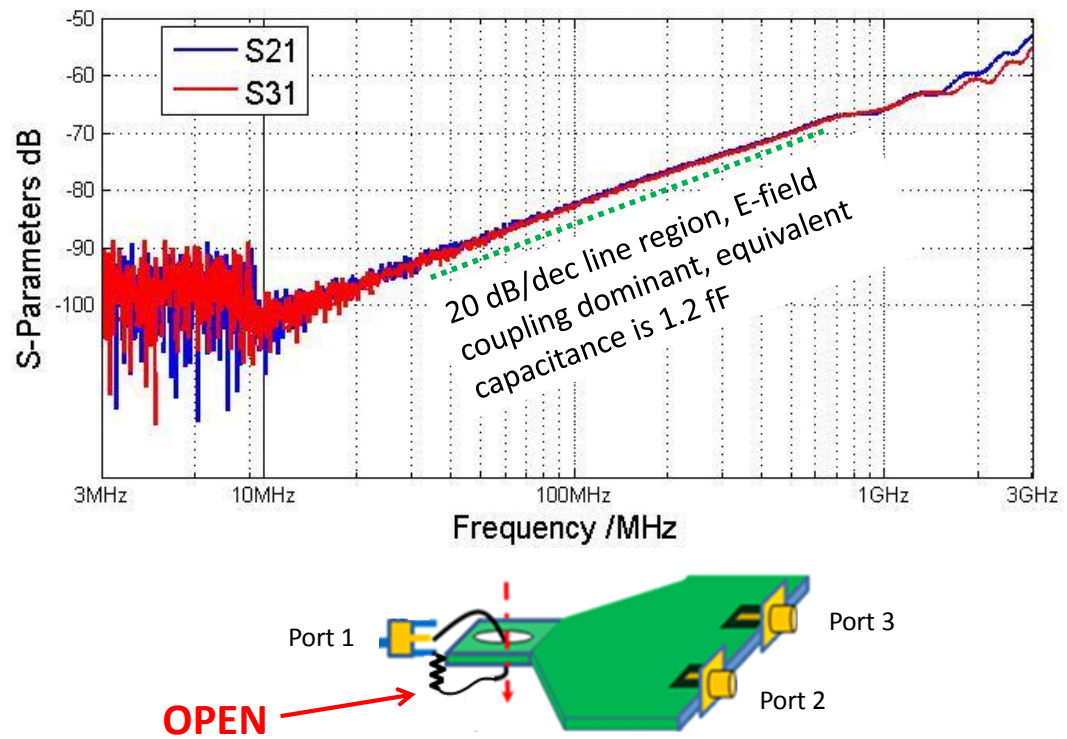 -50
-60
-70
-80
-90
-100
S-Parameters dB
S21
S31
20 dB/dec line region, E-field
coupling dominant, equivalent
capacitance is 1.2 fF
3MHz 10MHz 100MHz 1GHz 3GHz
Frequency /MHz
Port 1
Port 3
Port 2
OPEN